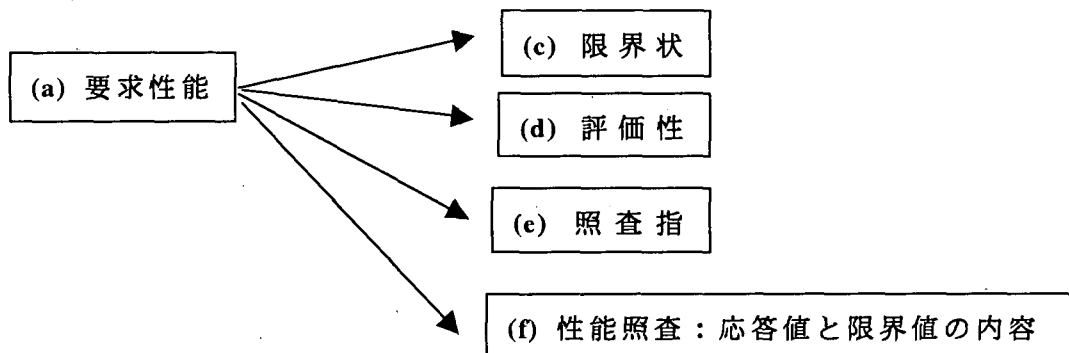 (c) 限界状
(a) 要求性能
(d) 評価性
(e) 照査指
(f) 性能照査：応答値と限界値の内容